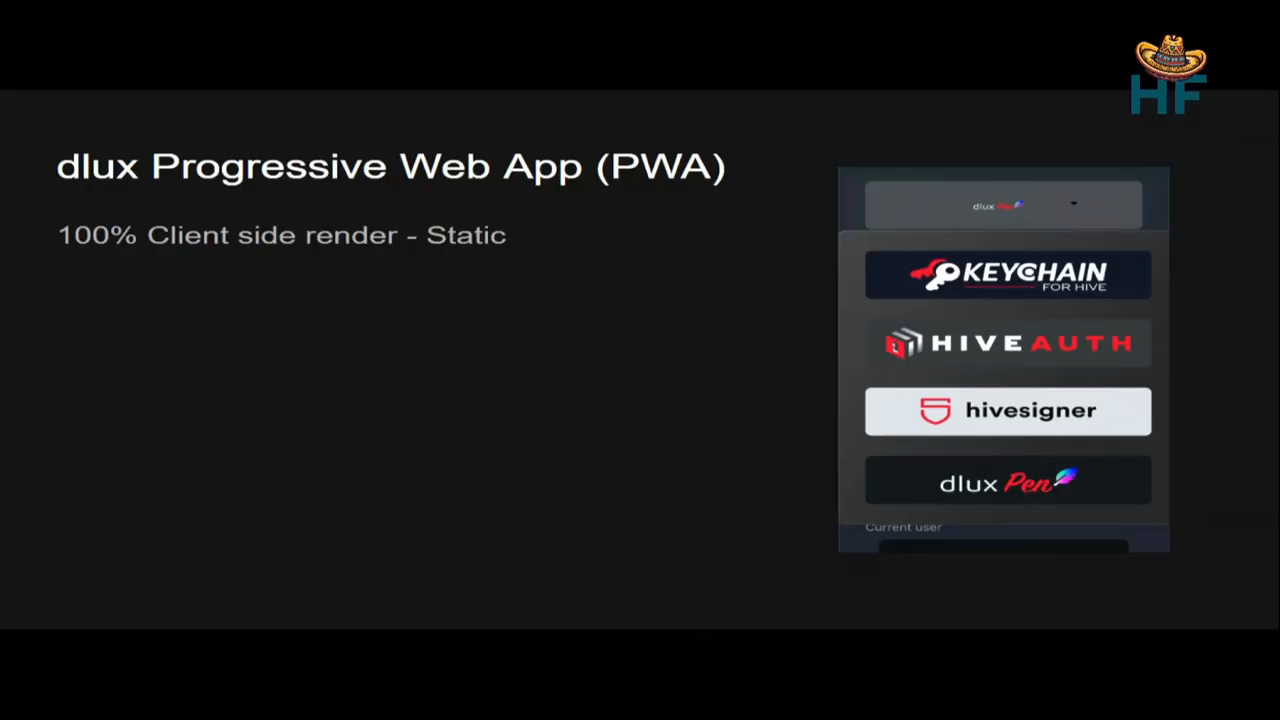 HF
dlux Progressive Web App (PWA)
100% Client side render - Static
dlux Pen
KEYCHAIN
FOR HIVE
HIVE AUTH
hivesigner
dlux Pen
Current user